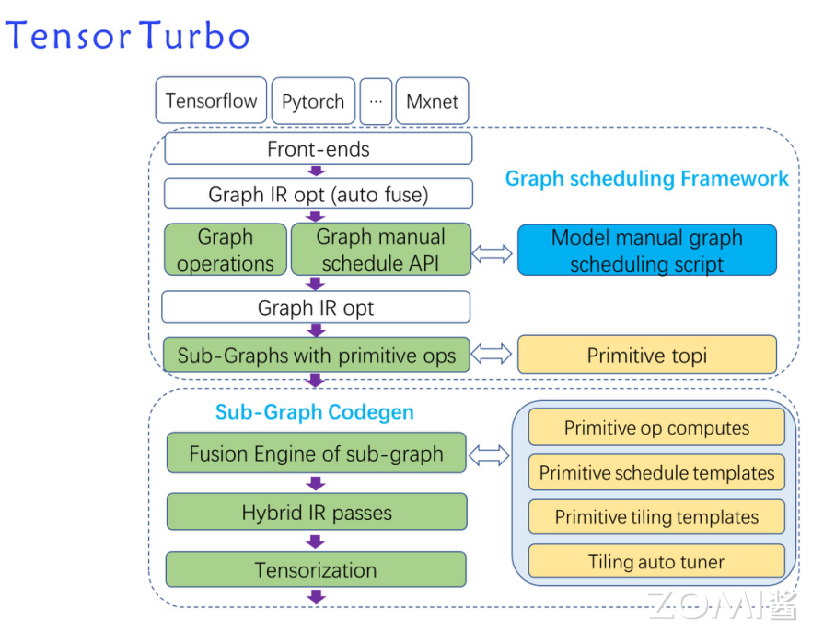 TensorTurbo
Tensorflow
Pytorch
...
Mxnet
Front-ends
Graph scheduling Framework
Graph IR opt (auto fuse)
Graph
operations
Graph manual
schedule API
Model manual graph
scheduling script
Graph IR opt
Sub-Graphs with primitive ops
Primitive topi
Sub-Graph Codegen
Fusion Engine of sub-graph
Primitive op computes
Primitive schedule templates
Primitive tiling templates
Tiling auto tuner
Hybrid IR passes
Tensorization
ZOMI酱